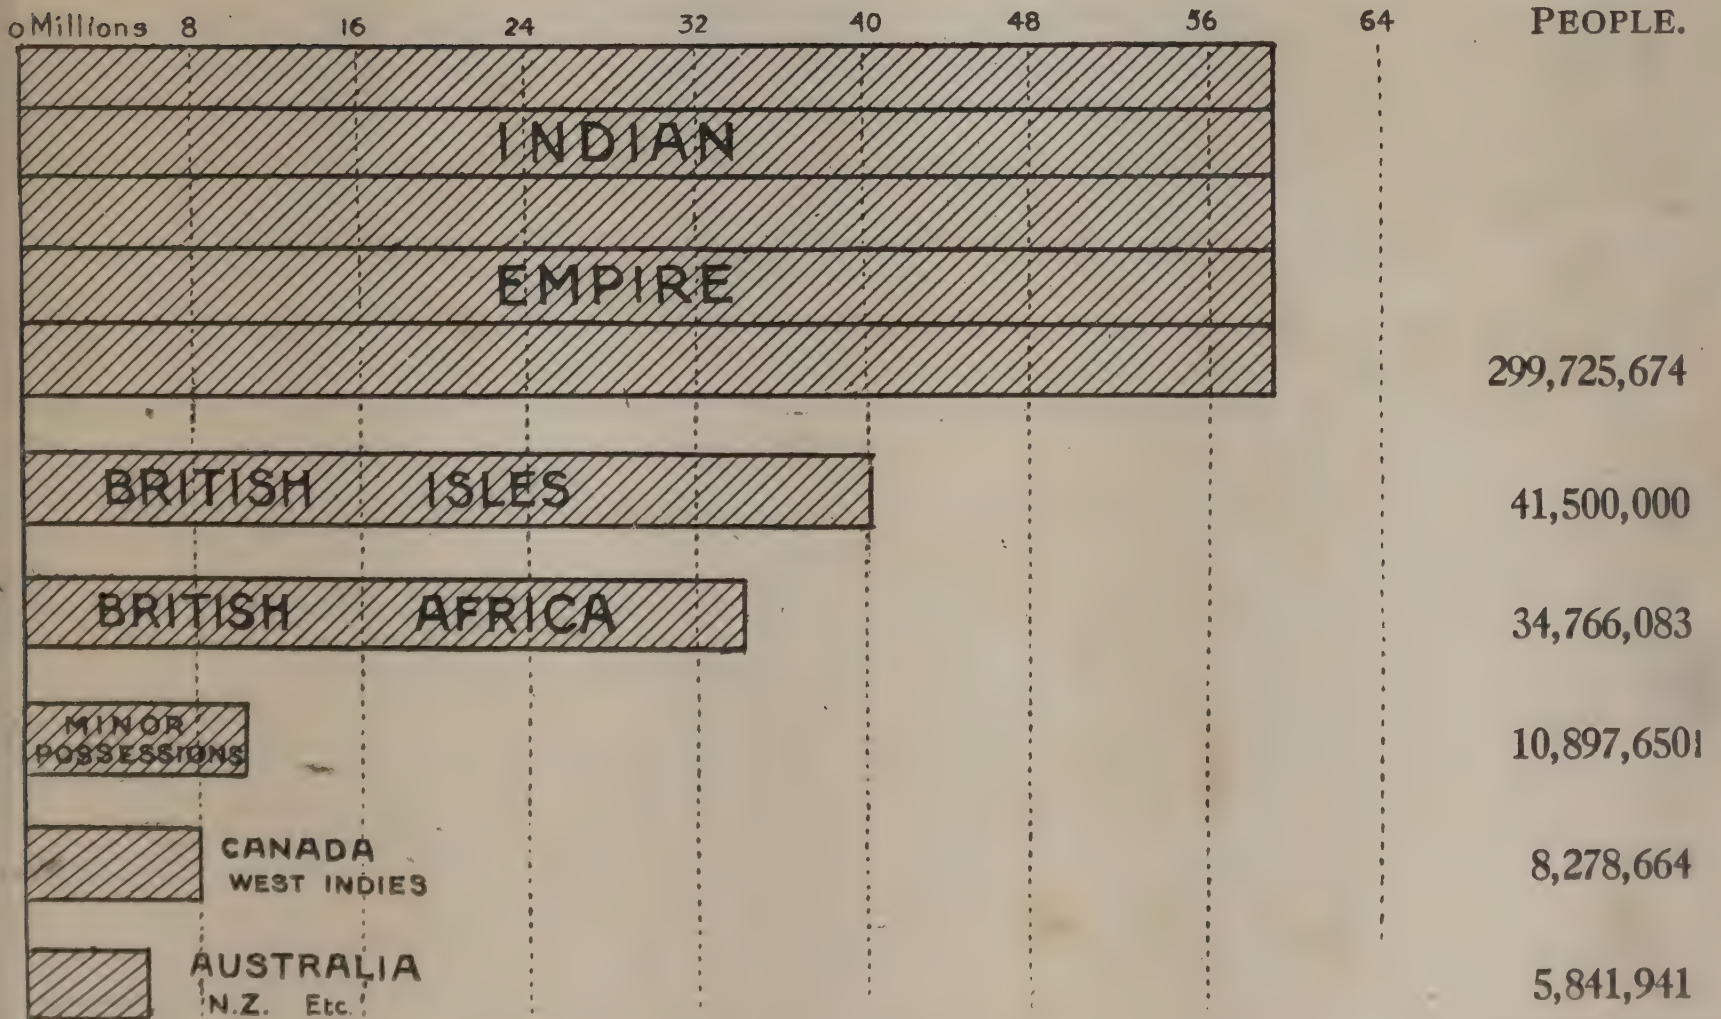 0 Millions 8 16 24 32 40 48 56 64 PEOPLE.
INDIAN
EMPIRE
299,725,674
BRITISH ISLES 41,500,000
BRITISH AFRICA 34,766,083
MINOR
POSSESSIONS
10,897,650
CANADA
WEST INDIES
8,278,664
AUSTRALIA
N.Z. Etc.
5,841,941